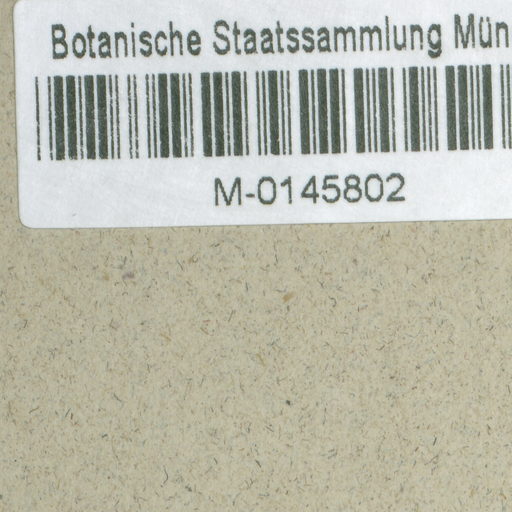 Botanische Staatssammlung Mün
M-0145802